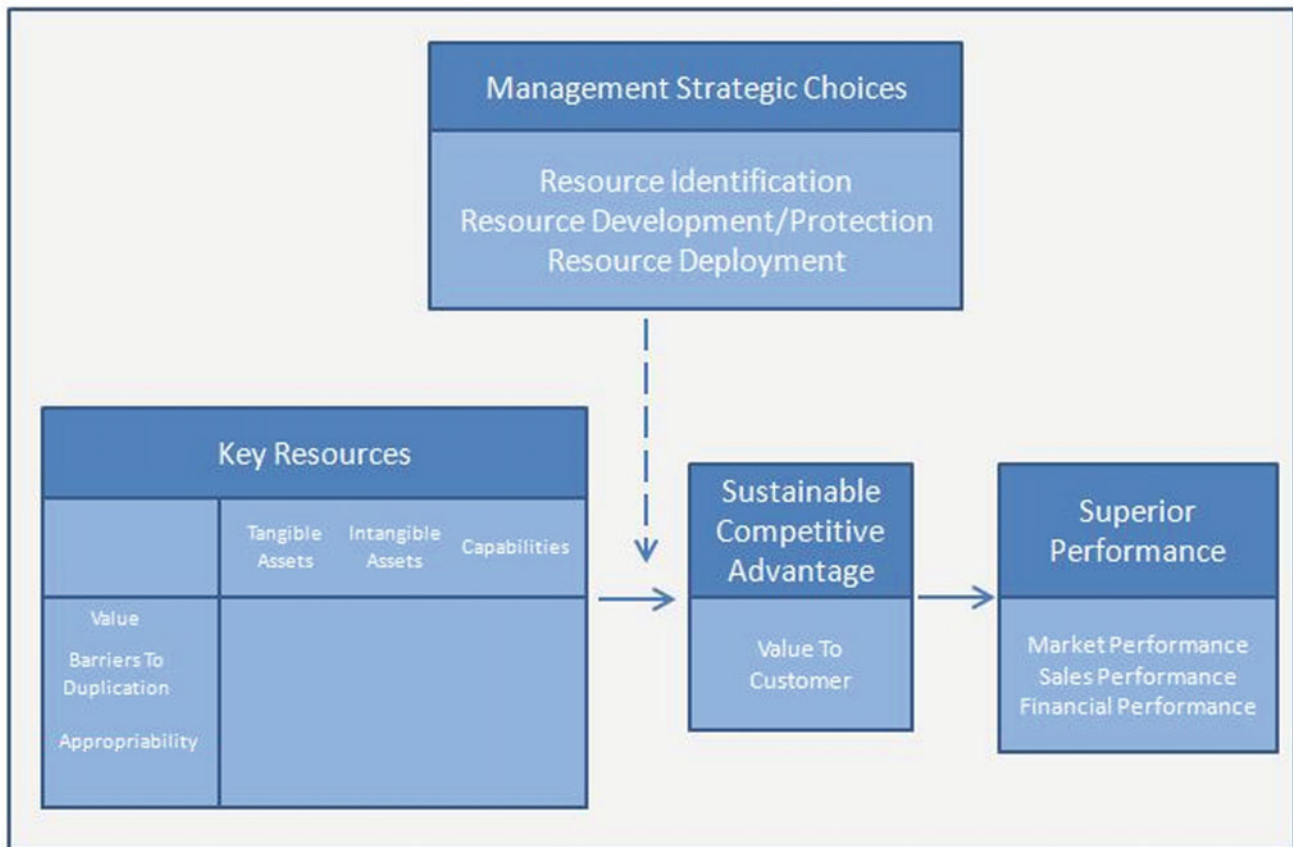 Management Strategic Choices
Resource Identification
Resource Development/Protection
Resource Deployment
Key Resources
Tangible
Assets
Intangible
Assets
Capabilities
Value
Barriers To
Duplication
Appropriability
Sustainable
Competitive
Advantage
Value To
Customer
Superior
Performance
Market Performance
Sales Performance
Financial Performance